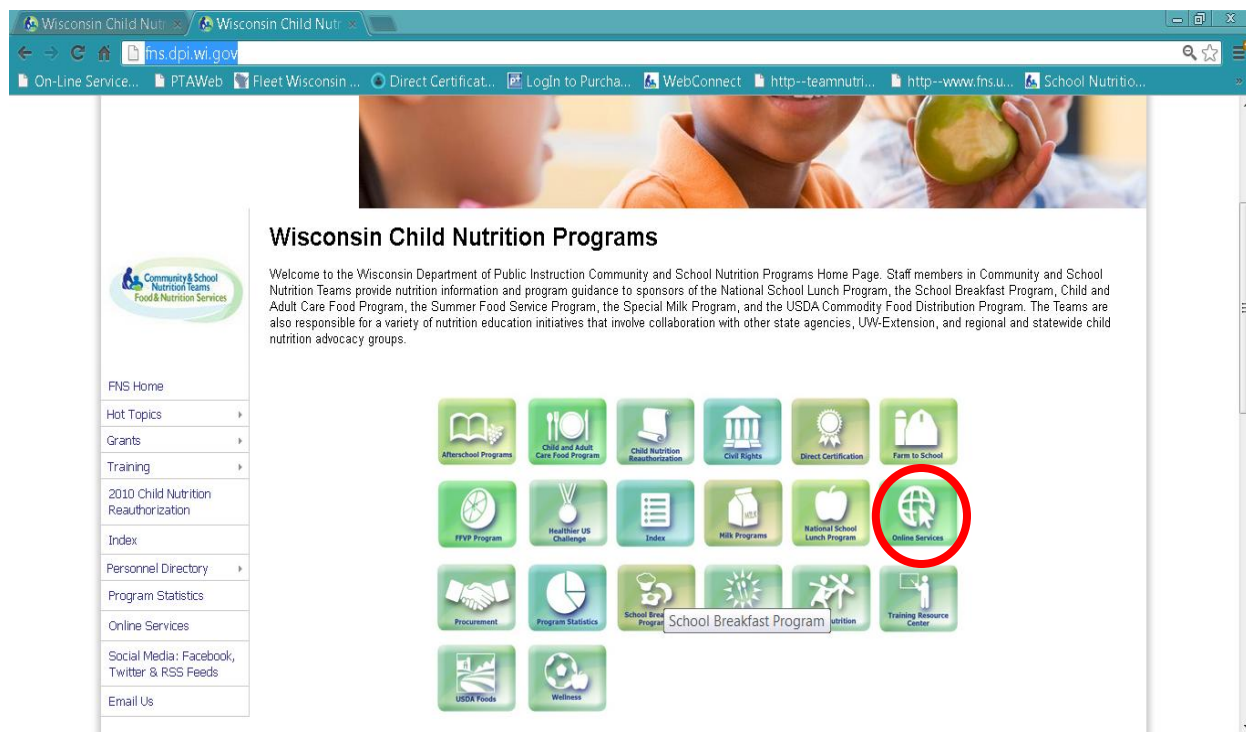 Wisconsin Child Nutr
Wisconsin Child Nutr
fns.dpi.wi.gov
On-Line Service...
PTAWeb
Fleet Wisconsin ...
Direct Certificat...
LogIn to Purcha...
WebConnect
http--teamnutri...
http--www.fns.u...
School Nutritio...
Wisconsin Child Nutrition Programs
Community & School
Nutrition Teams
Food & Nutrition Services
Welcome to the Wisconsin Department of Public Instruction Community and School Nutrition Programs Home Page. Staff members in Community and School
Nutrition Teams provide nutrition information and program guidance to sponsors of the National School Lunch Program, the School Breakfast Program, Child and
Adult Care Food Program, the Summer Food Service Program, the Special Milk Program, and the USDA Commodity Food Distribution Program. The Teams are
also responsible for a variety of nutrition education initiatives that involve collaboration with other state agencies, UW-Extension, and regional and statewide child
nutrition advocacy groups.
FNS Home
Hot Topics
Grants
Training
2010 Child Nutrition
Reauthorization
Index
Personnel Directory
Program Statistics
Online Services
Social Media: Facebook,
Twitter & RSS Feeds
Email Us
Afterschool Programs
Child and Adult
Care Food Program
Child Nutrition
Reauthorization
Civil Rights
Direct Certification
Farm to School
FFVP Program
Healthier US
Challenge
Index
MILK
Milk Programs
National School
Lunch Program
Online Services
Procurement
Program Statistics
School Brea
Progra
School Breakfast Program
utrition
Training Resource
Center
USDA Foods
Wellness